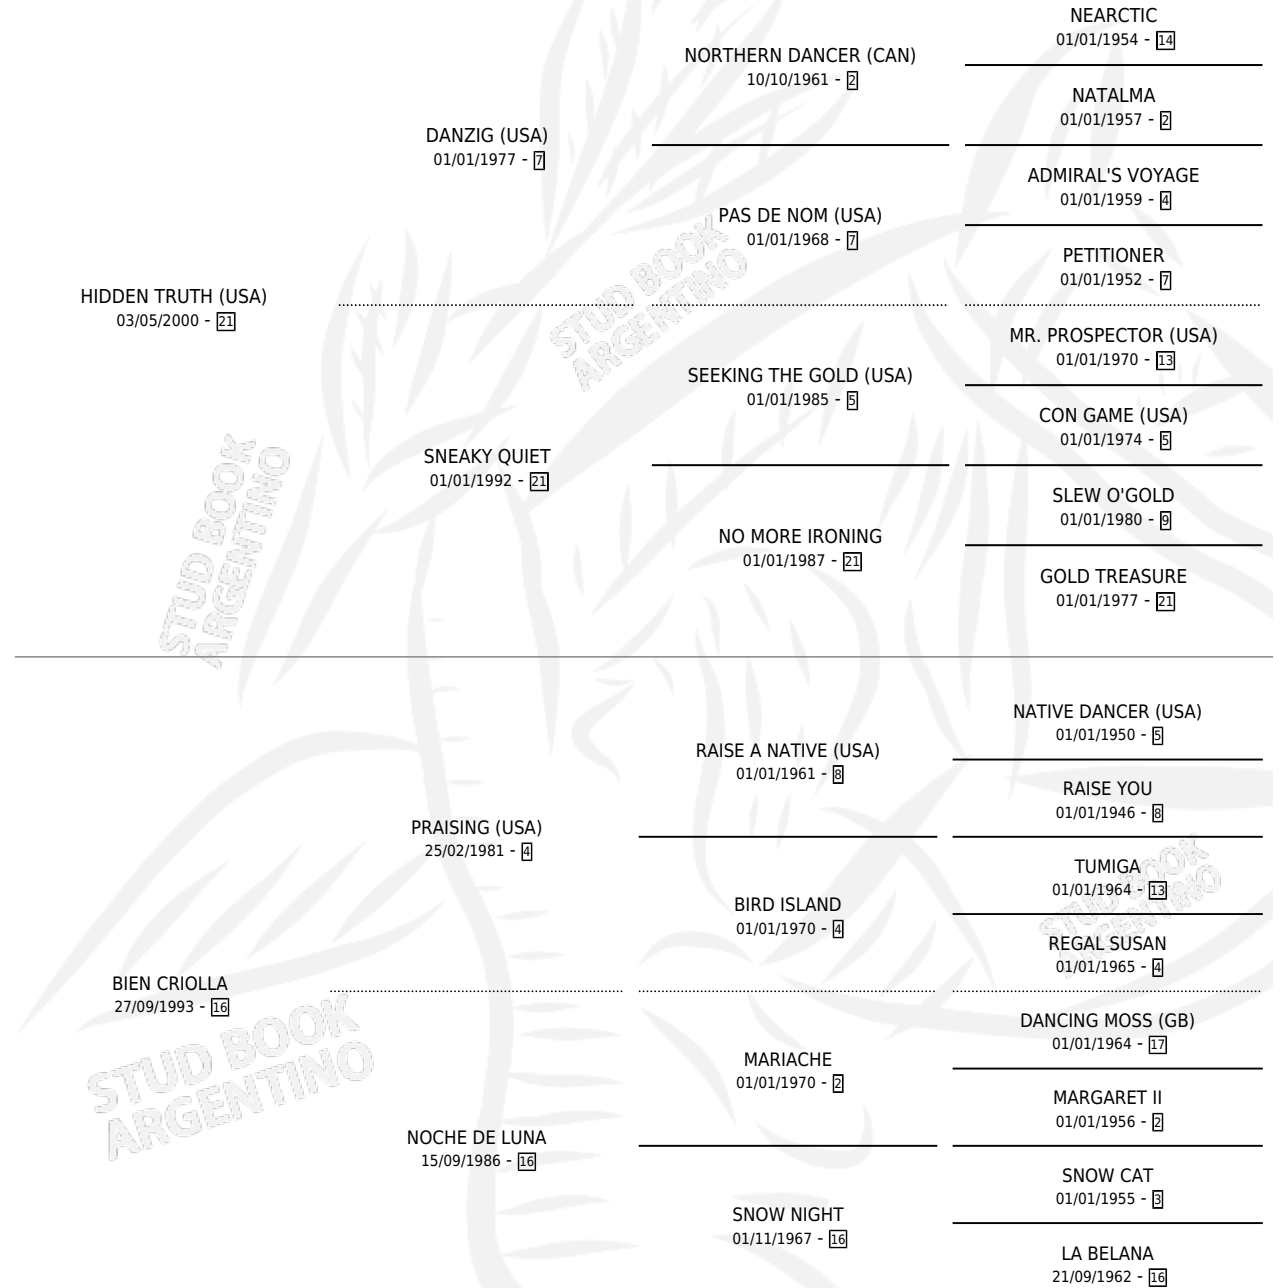 NEARCTIC
01/01/1954 - 14
NORTHERN DANCER (CAN)
10/10/1961 - 2
NATALMA
01/01/1957 - 2
DANZIG (USA)
01/01/1977 - 7
ADMIRAL'S VOYAGE
01/01/1959 - 4
PAS DE NOM (USA)
01/01/1968 - 7
PETITIONER
01/01/1952 - 7
HIDDEN TRUTH (USA)
03/05/2000 - 21
STUD BOOK
ARGENTINO
MR. PROSPECTOR (USA)
01/01/1970 - 13
SEEKING THE GOLD (USA)
01/01/1985 - 5
CON GAME (USA)
01/01/1974 - 5
SNEAKY QUIET
01/01/1992 - 21
SLEW O'GOLD
01/01/1980 - 9
NO MORE IRONING
01/01/1987 - 21
GOLD TREASURE
01/01/1977 - 21
STUD BOOK
ARGENTINO
NATIVE DANCER (USA)
01/01/1950 - 5
RAISE A NATIVE (USA)
01/01/1961 - 8
RAISE YOU
01/01/1946 - 8
PRAISING (USA)
25/02/1981 - 4
TUMIGA
01/01/1964 - 13
BIRD ISLAND
01/01/1970 - 4
STUD BOOK
ARGENTINO
REGAL SUSAN
01/01/1965 - 4
BIEN CRIOLLA
27/09/1993 - 16
DANCING MOSS (GB)
01/01/1964 - 17
MARIACHE
01/01/1970 - 2
STUD BOOK
ARGENTINO
MARGARET II
01/01/1956 - 2
NOCHE DE LUNA
15/09/1986 - 16
SNOW CAT
01/01/1955 - 3
SNOW NIGHT
01/11/1967 - 16
LA BELANA
21/09/1962 - 16